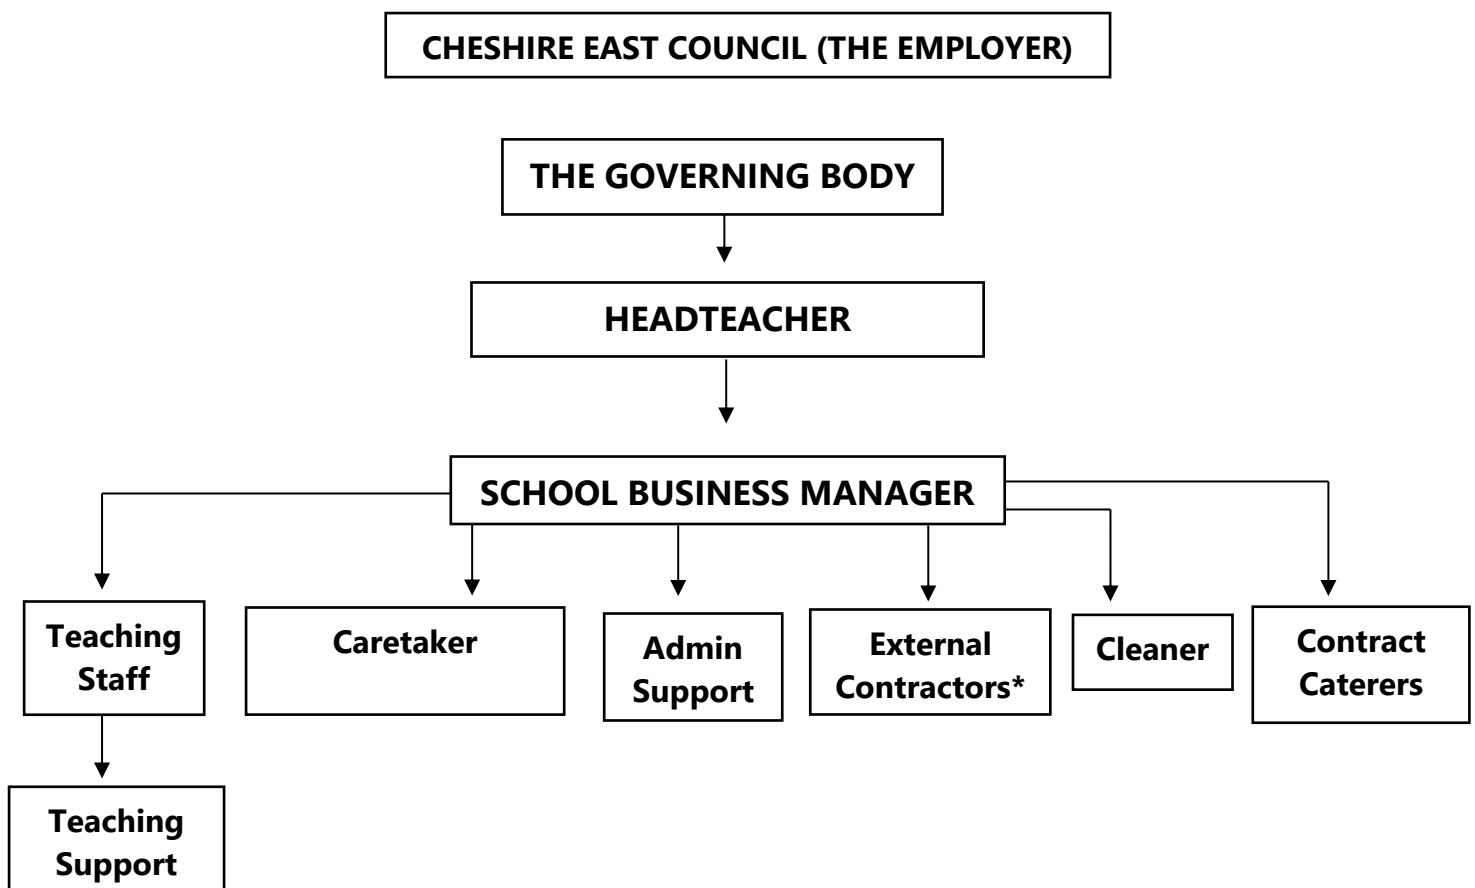 CHESHIRE EAST COUNCIL (THE EMPLOYER)
THE GOVERNING BODY
HEADTEACHER
SCHOOL BUSINESS MANAGER
Teaching
Staff
Caretaker
Admin
Support
External
Contractors*
Cleaner
Contract
Caterers
Teaching
Support